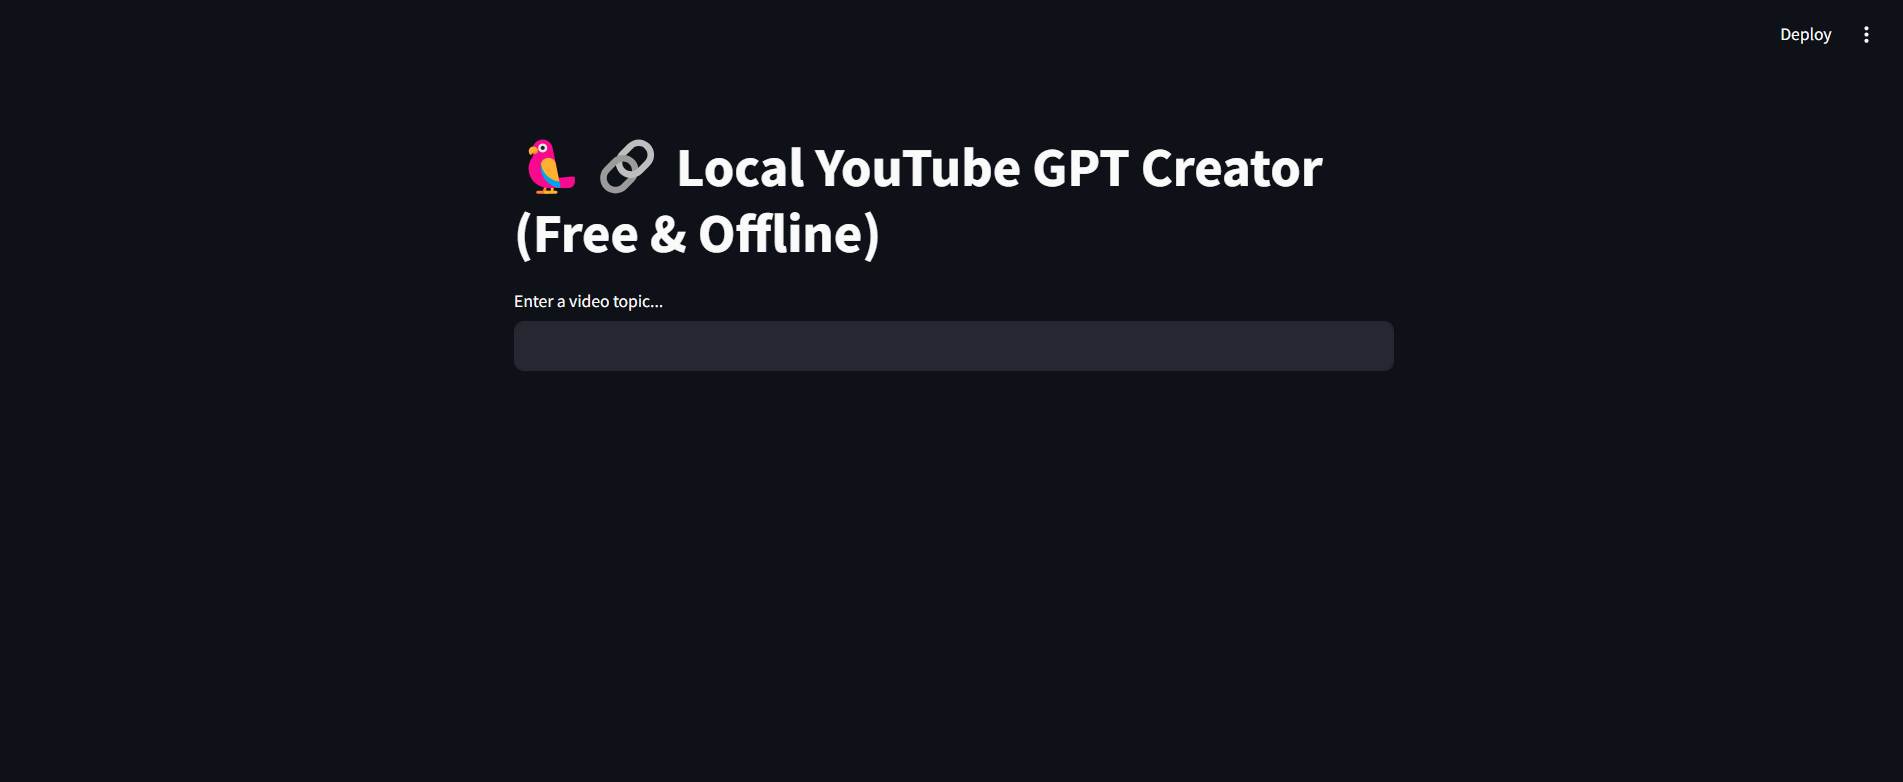 Deploy
🦜 🔗 Local YouTube GPT Creator
(Free & Offline)
Enter a video topic...